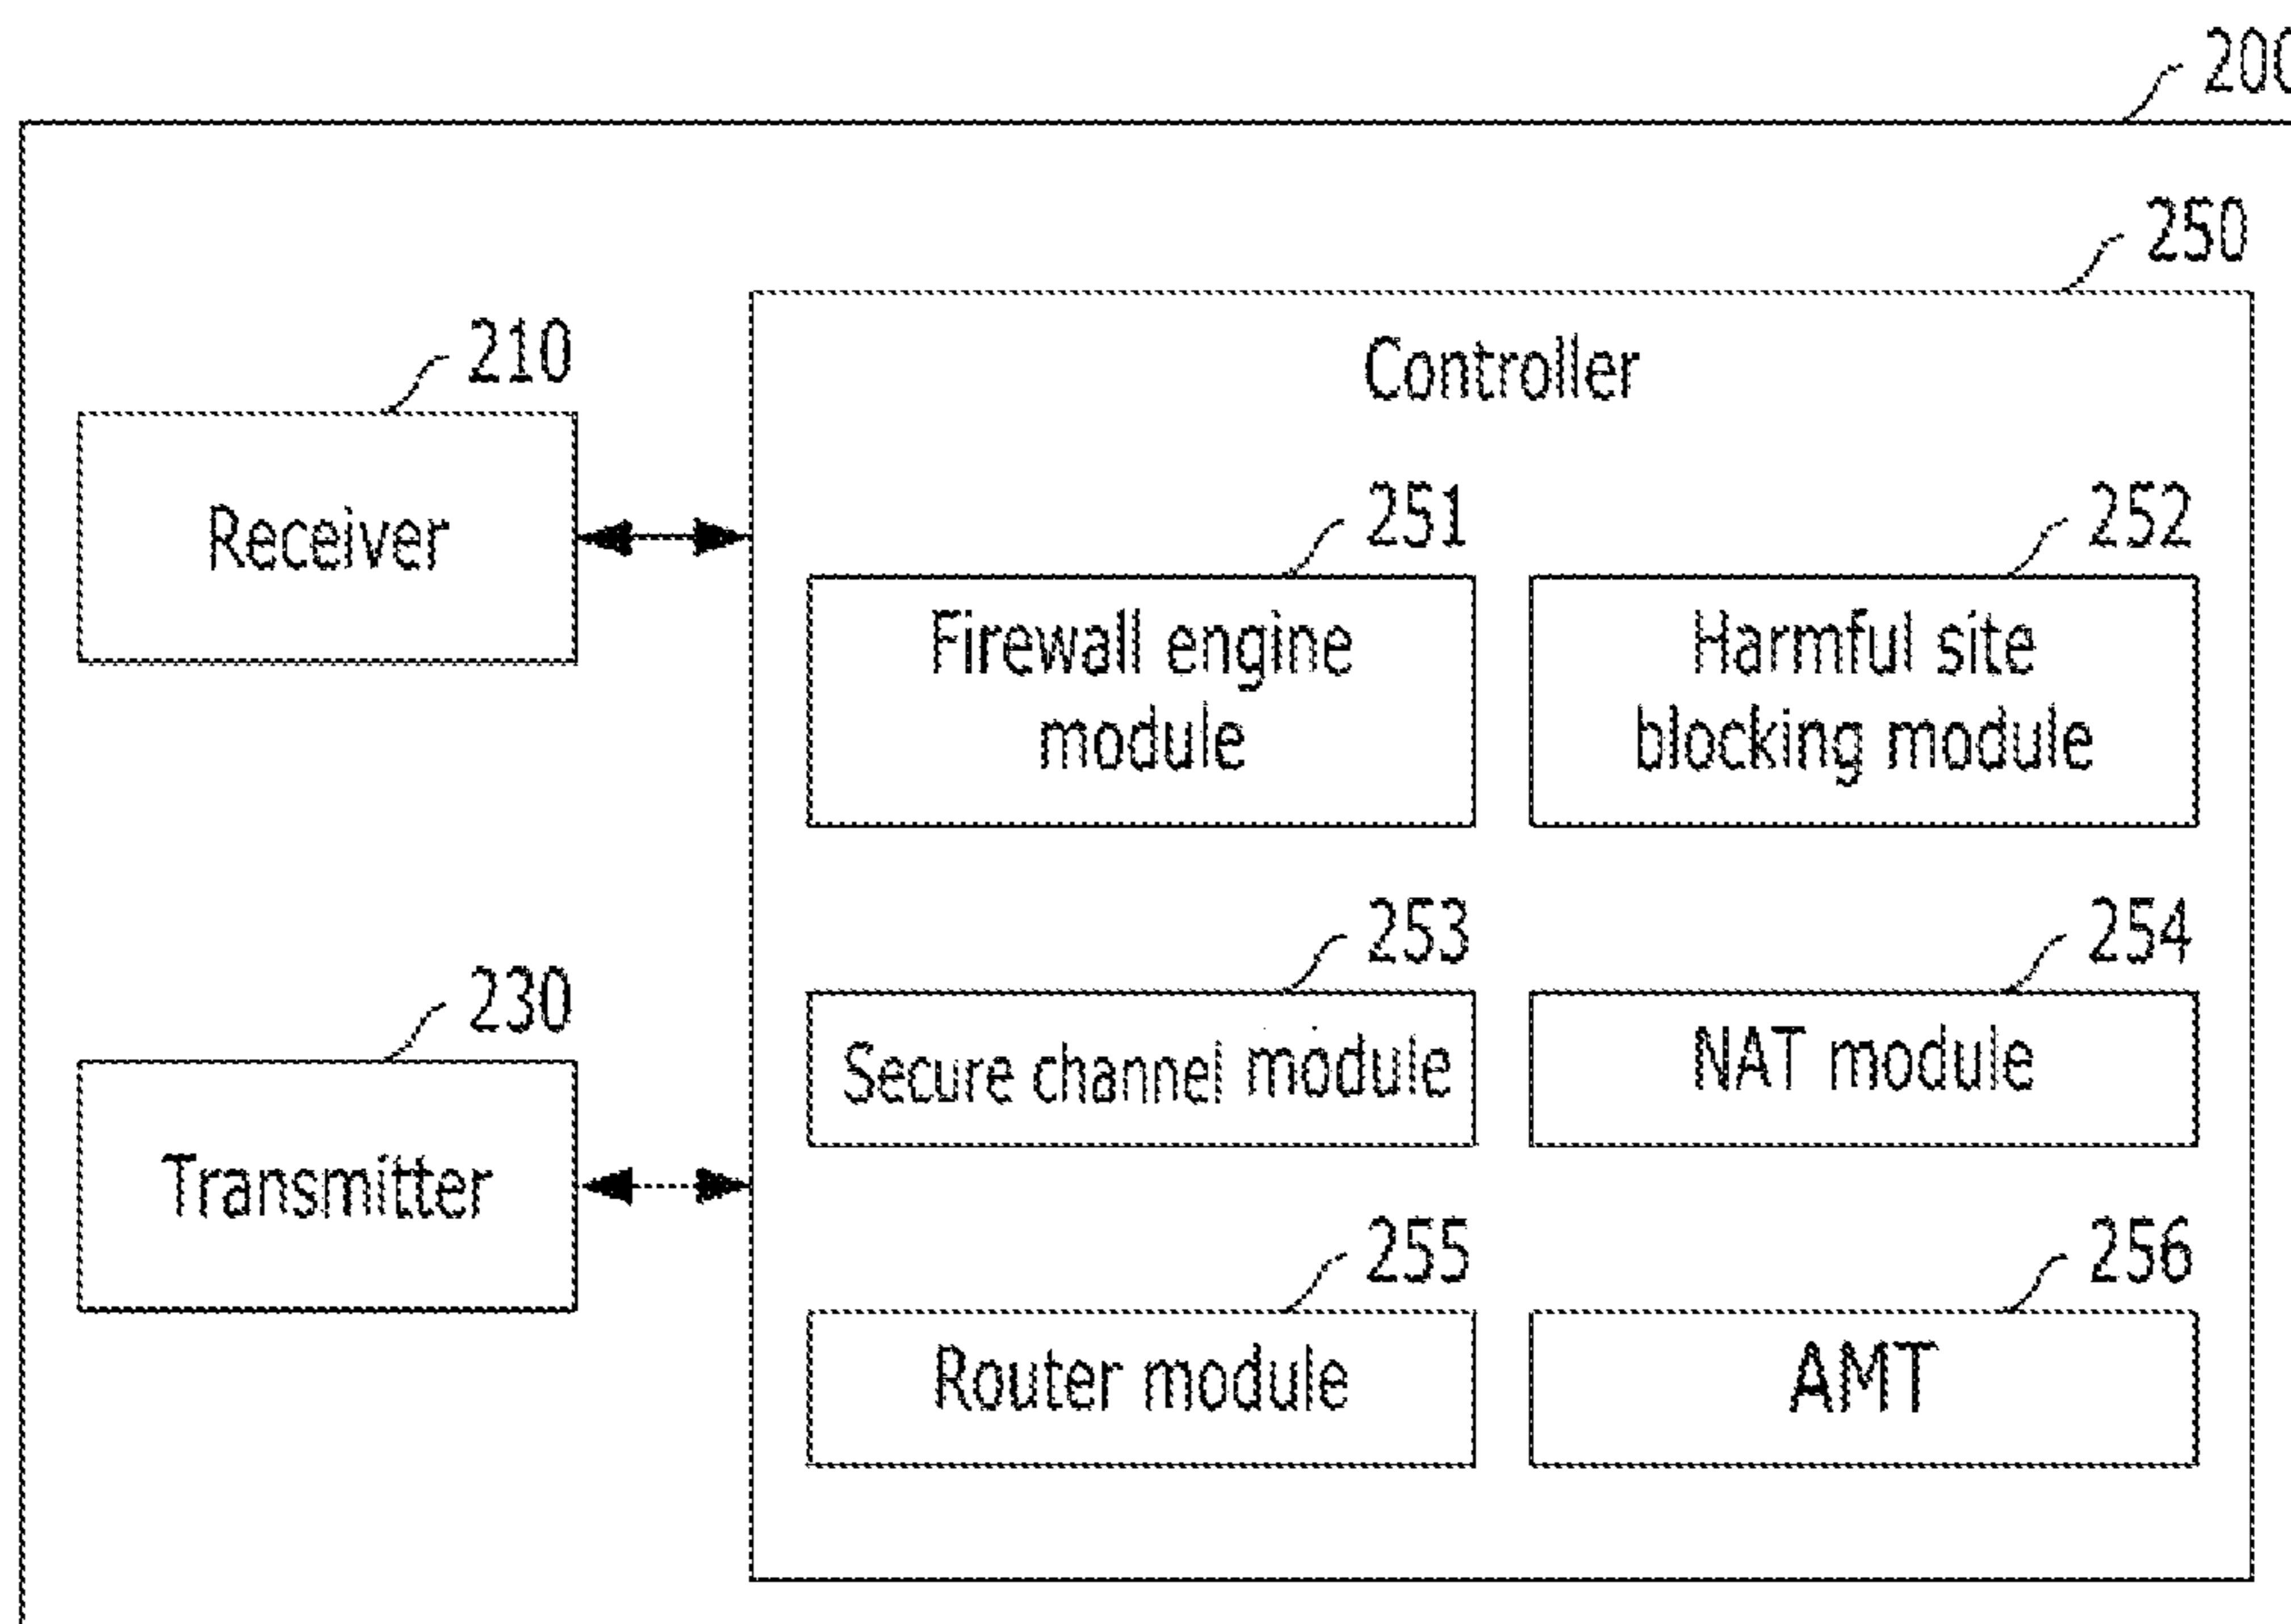 200
250
210
Controller
Receiver
251
252
Firewall engine
module
Harmful site
blocking module
253
254
230
Secure channel module
NAT module
Transmitter
255
256
Router module
AMT